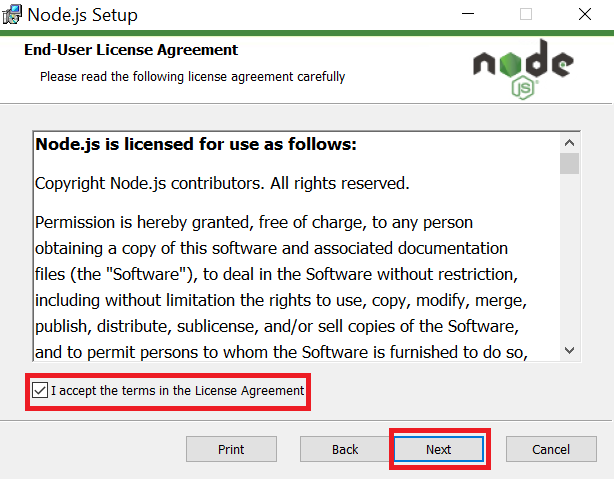 Node.js Setup
End-User License Agreement
Please read the following license agreement carefully
node
JS
Node.js is licensed for use as follows:
Copyright Node.js contributors. All rights reserved.
Permission is hereby granted, free of charge, to any person
obtaining a copy of this software and associated documentation
files (the "Software"), to deal in the Software without restriction,
including without limitation the rights to use, copy, modify, merge,
publish, distribute, sublicense, and/or sell copies of the Software,
and to permit persons to whom the Software is furnished to do so,
I accept the terms in the License Agreement
Print Back Next Cancel